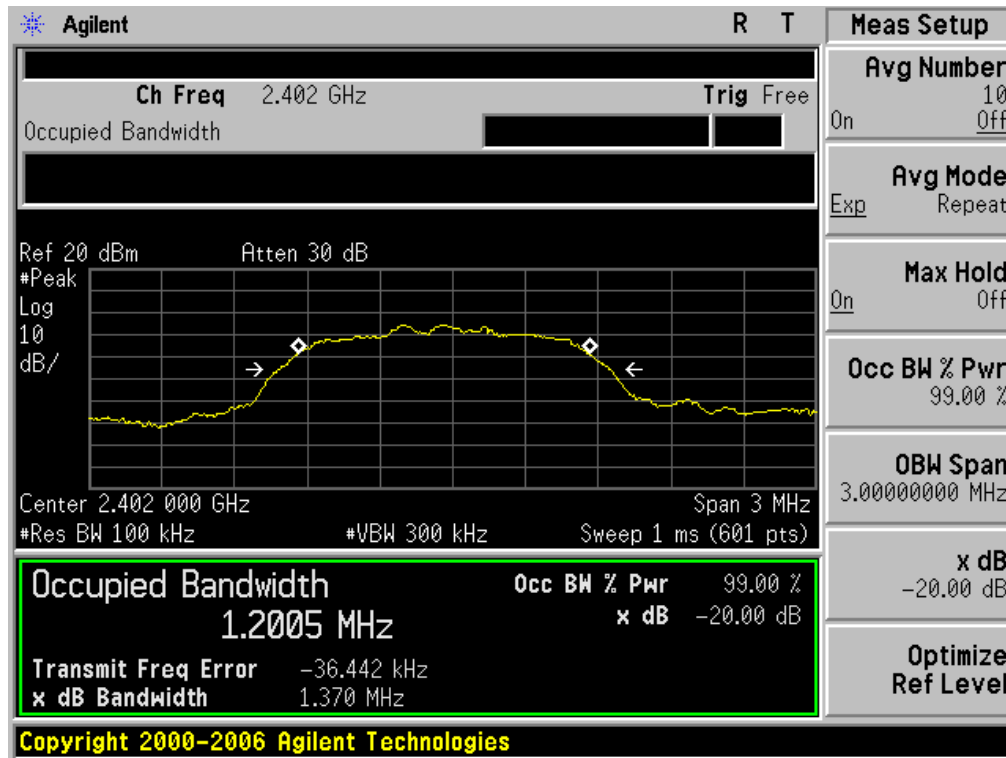 Agilent R T
Ch Freq 2.402 GHz Trig Free
Occupied Bandwidth
Ref 20 dBm Atten 30 dB
#Peak
Log
10
dB/
Center 2.402 000 GHz Span 3 MHz
#Res BW 100 kHz #VBW 300 kHz Sweep 1 ms (601 pts)
Occupied Bandwidth Occ BW % Pwr 99.00 %
1.2005 MHz x dB -20.00 dB
Transmit Freq Error -36.442 kHz
x dB Bandwidth 1.370 MHz
Copyright 2000-2006 Agilent Technologies
Meas Setup
Avg Number
10
On Off
Avg Mode
Exp Repeat
Max Hold
On Off
Occ BW % Pwr
99.00 %
OBW Span
3.00000000 MHz
x dB
-20.00 dB
Optimize
Ref Level